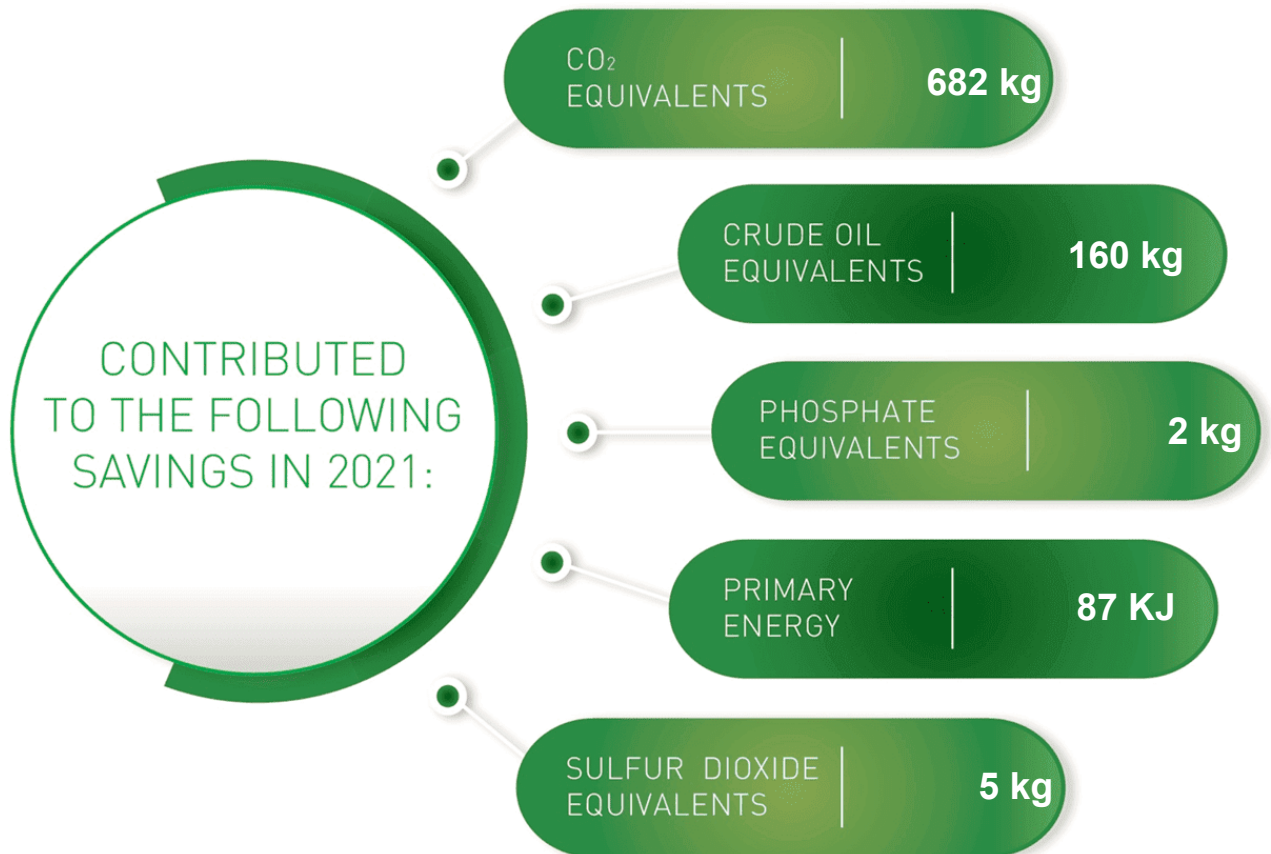 CONTRIBUTED
TO THE FOLLOWING
SAVINGS IN 2021:
CO₂
EQUIVALENTS
682 kg
CRUDE OIL
EQUIVALENTS
160 kg
PHOSPHATE
EQUIVALENTS
2 kg
PRIMARY
ENERGY
87 KJ
SULFUR DIOXIDE
EQUIVALENTS
5 kg